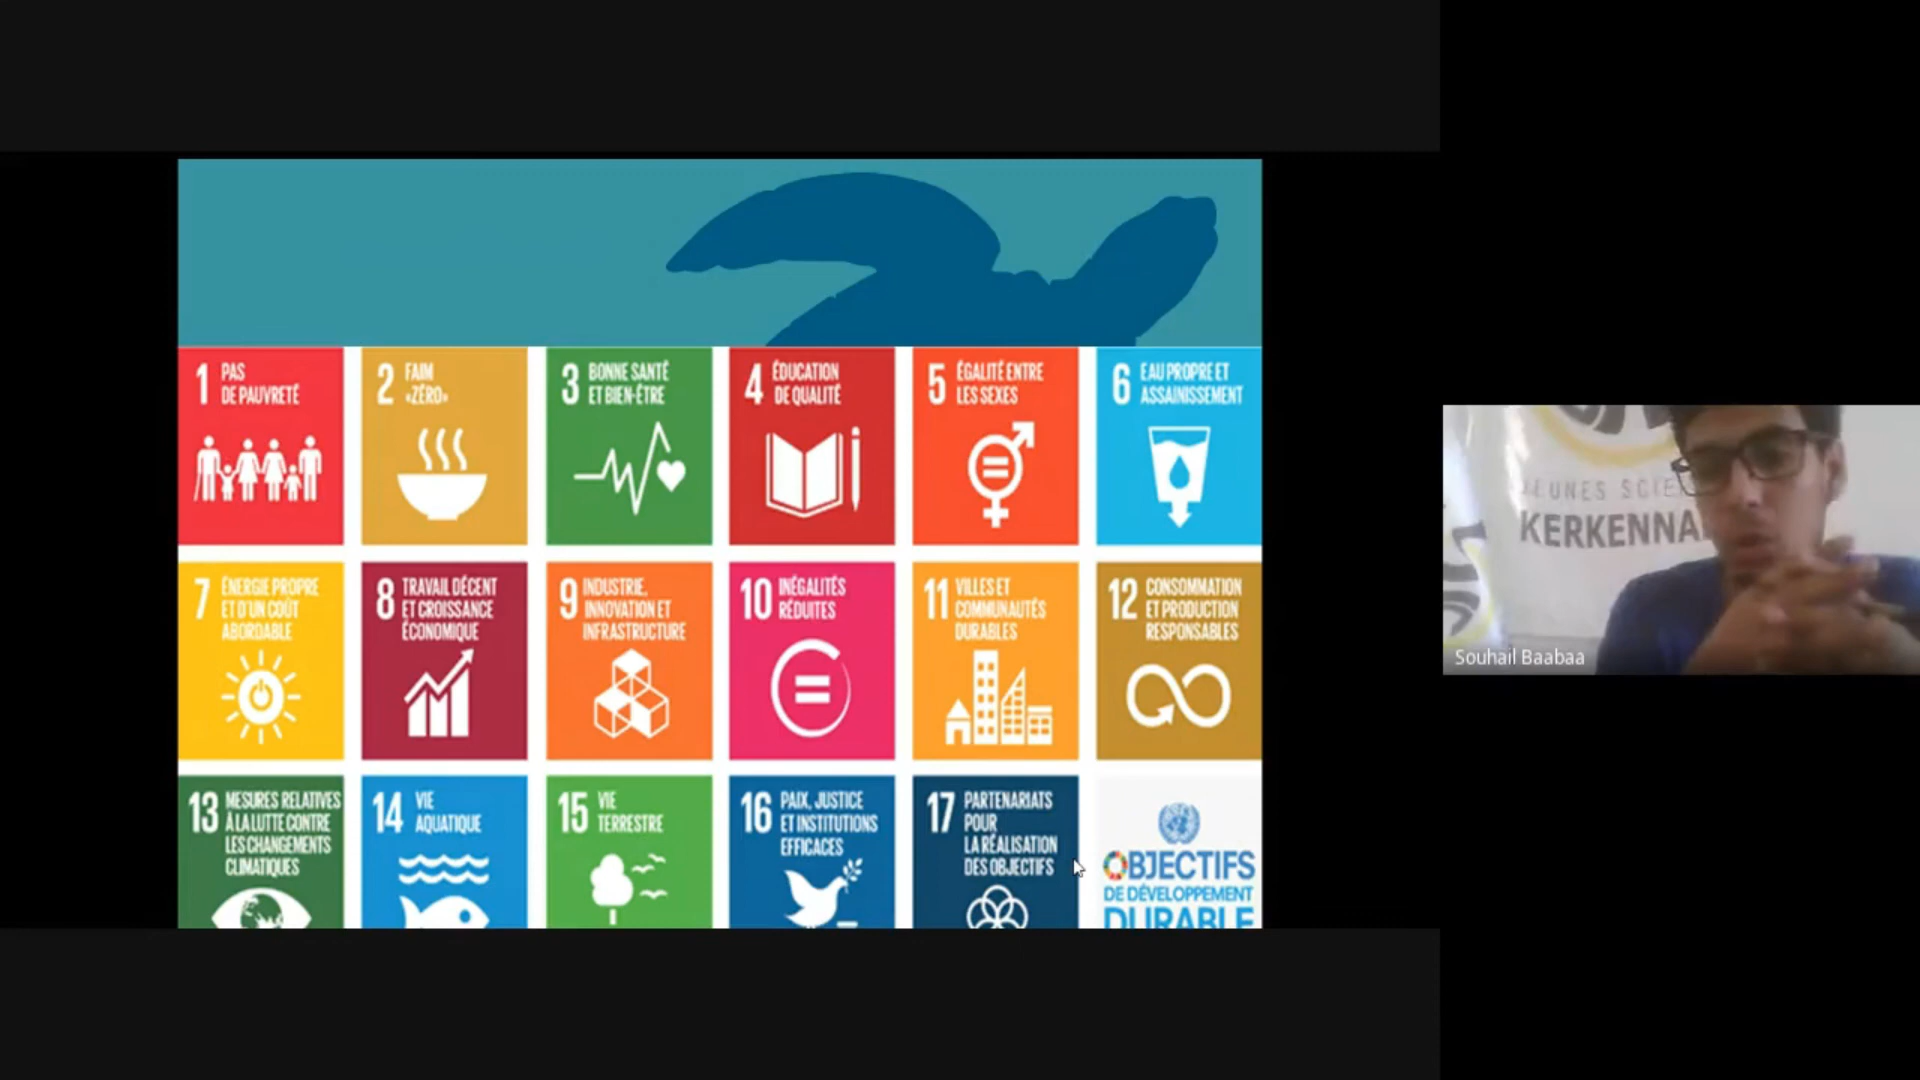 1 PAS
DE PAUVRETÉ
2 FAIM
«ZÉRO»
3 BONNE SANTÉ
ET BIEN-ÊTRE
4 ÉDUCATION
DE QUALITÉ
5 ÉGALITÉ ENTRE
LES SEXES
6 EAU PROPRE ET
ASSAINISSEMENT
7 ÉNERGIE PROPRE
ET D'UN COÛT
ABORDABLE
8 TRAVAIL DÉCENT
ET CROISSANCE
ÉCONOMIQUE
9 INDUSTRIE,
INNOVATION ET
INFRASTRUCTURE
10 INÉGALITÉS
RÉDUITES
11 VILLES ET
COMMUNAUTÉS
DURABLES
12 CONSOMMATION
ET PRODUCTION
RESPONSABLES
13 MESURES RELATIVES
À LA LUTTE CONTRE
LES CHANGEMENTS
CLIMATIQUES
14 VIE
AQUATIQUE
15 VIE
TERRESTRE
16 PAIX, JUSTICE
ET INSTITUTIONS
EFFICACES
17 PARTENARIATS
POUR
LA RÉALISATION
DES OBJECTIFS
OBJECTIFS
DE DÉVELOPPEMENT
DURABLE
JEUNES SCIE
KERKENNA
Souhail Baabaa